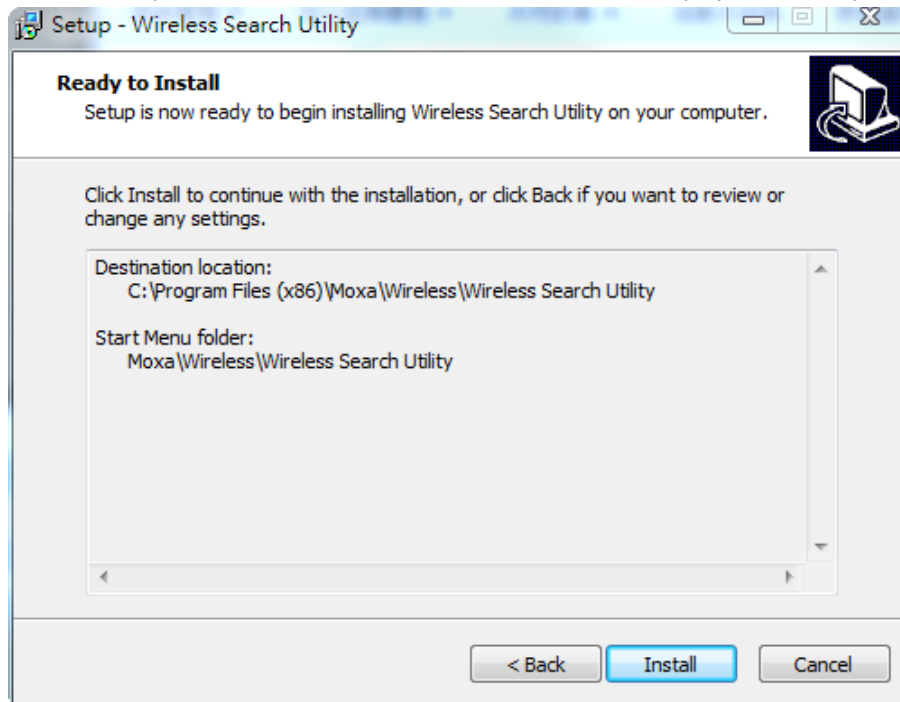 Setup - Wireless Search Utility
Ready to Install
Setup is now ready to begin installing Wireless Search Utility on your computer.
Click Install to continue with the installation, or click Back if you want to review or
change any settings.
Destination location:
C:\Program Files (x86)\Moxa\Wireless\Wireless Search Utility
Start Menu folder:
Moxa\Wireless\Wireless Search Utility
< Back
Install
Cancel